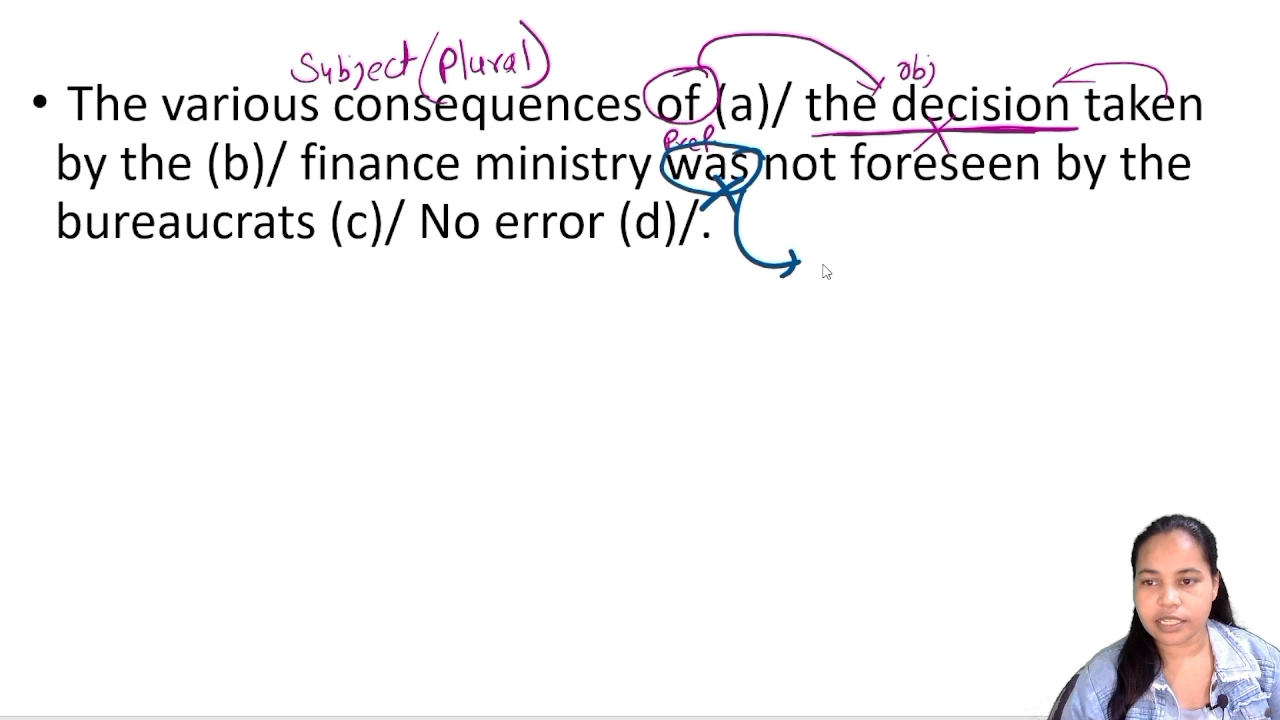 Subject (plural)
obj
• The various consequences of (a)/ the decision taken
Prep
by the (b)/ finance ministry was not foreseen by the
bureaucrats (c)/ No error (d)/.